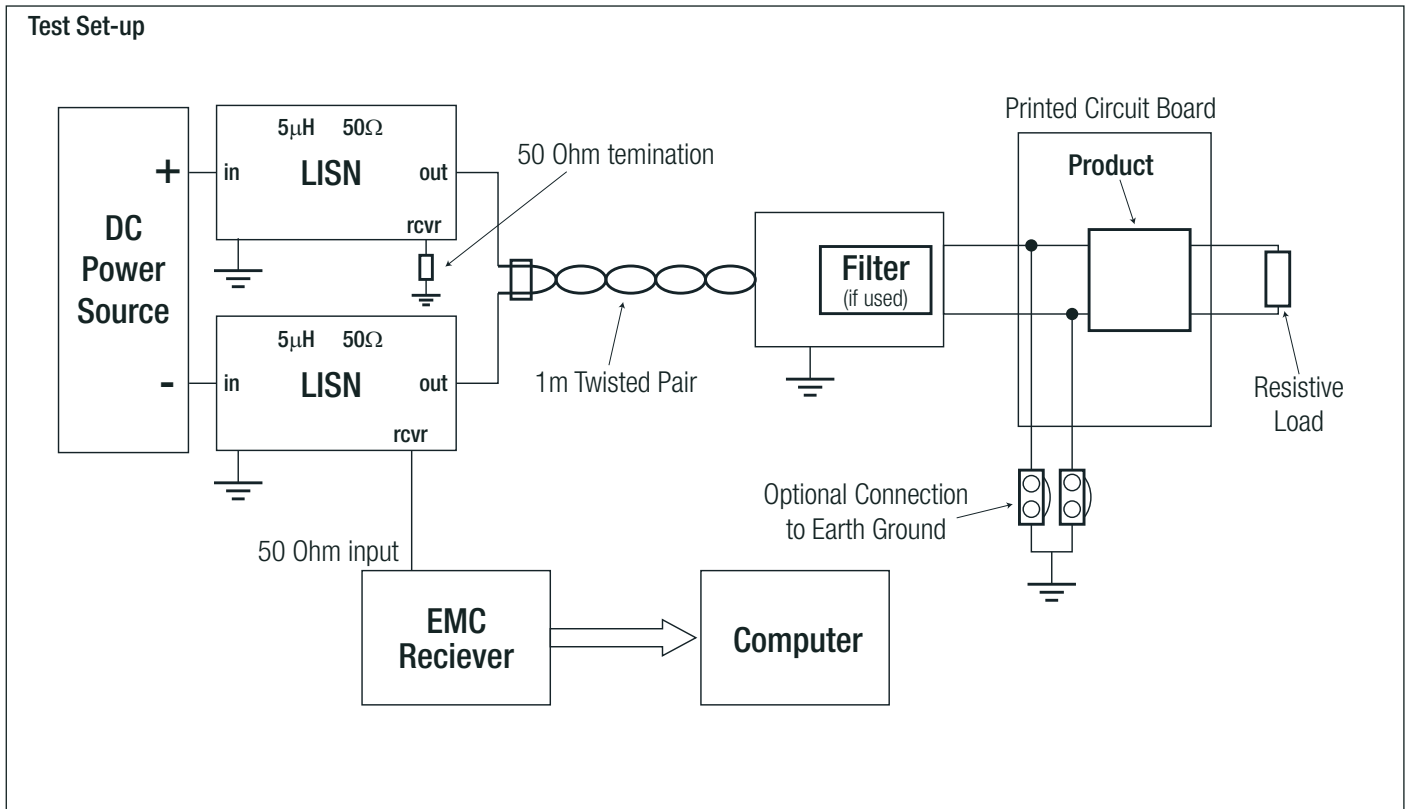 Test Set-up
DC
Power
Source
+
-
5μH 50Ω
LISN
in
out
rcvr
50 Ohm temination
5μH 50Ω
LISN
in
out
rcvr
1m Twisted Pair
Filter
(if used)
Printed Circuit Board
Product
Resistive
Load
Optional Connection
to Earth Ground
50 Ohm input
EMC
Reciever
Computer